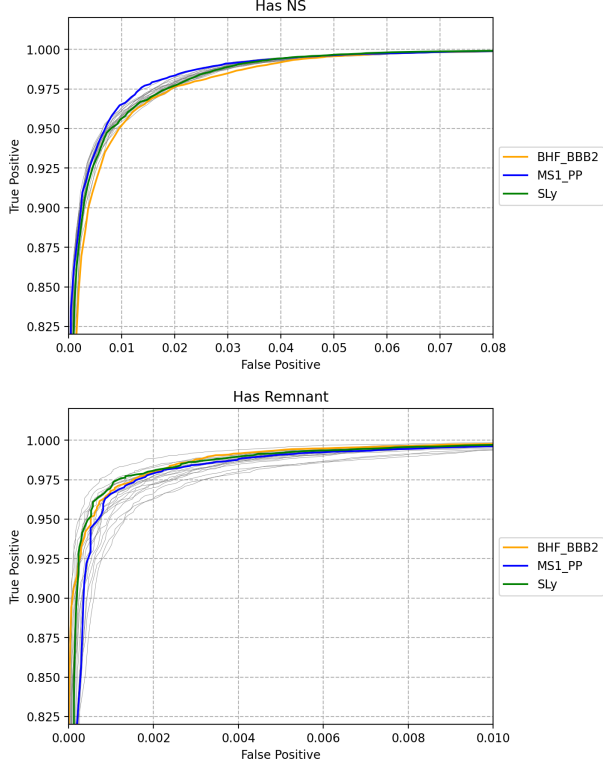 Has NS
True Positive
1.000
0.975
0.950
0.925
0.900
0.875
0.850
0.825
0.00 0.01 0.02 0.03 0.04 0.05 0.06 0.07 0.08
False Positive
BHF_BBB2
MS1_PP
SLy
Has Remnant
True Positive
1.000
0.975
0.950
0.925
0.900
0.875
0.850
0.825
0.000 0.002 0.004 0.006 0.008 0.010
False Positive
BHF_BBB2
MS1_PP
SLy